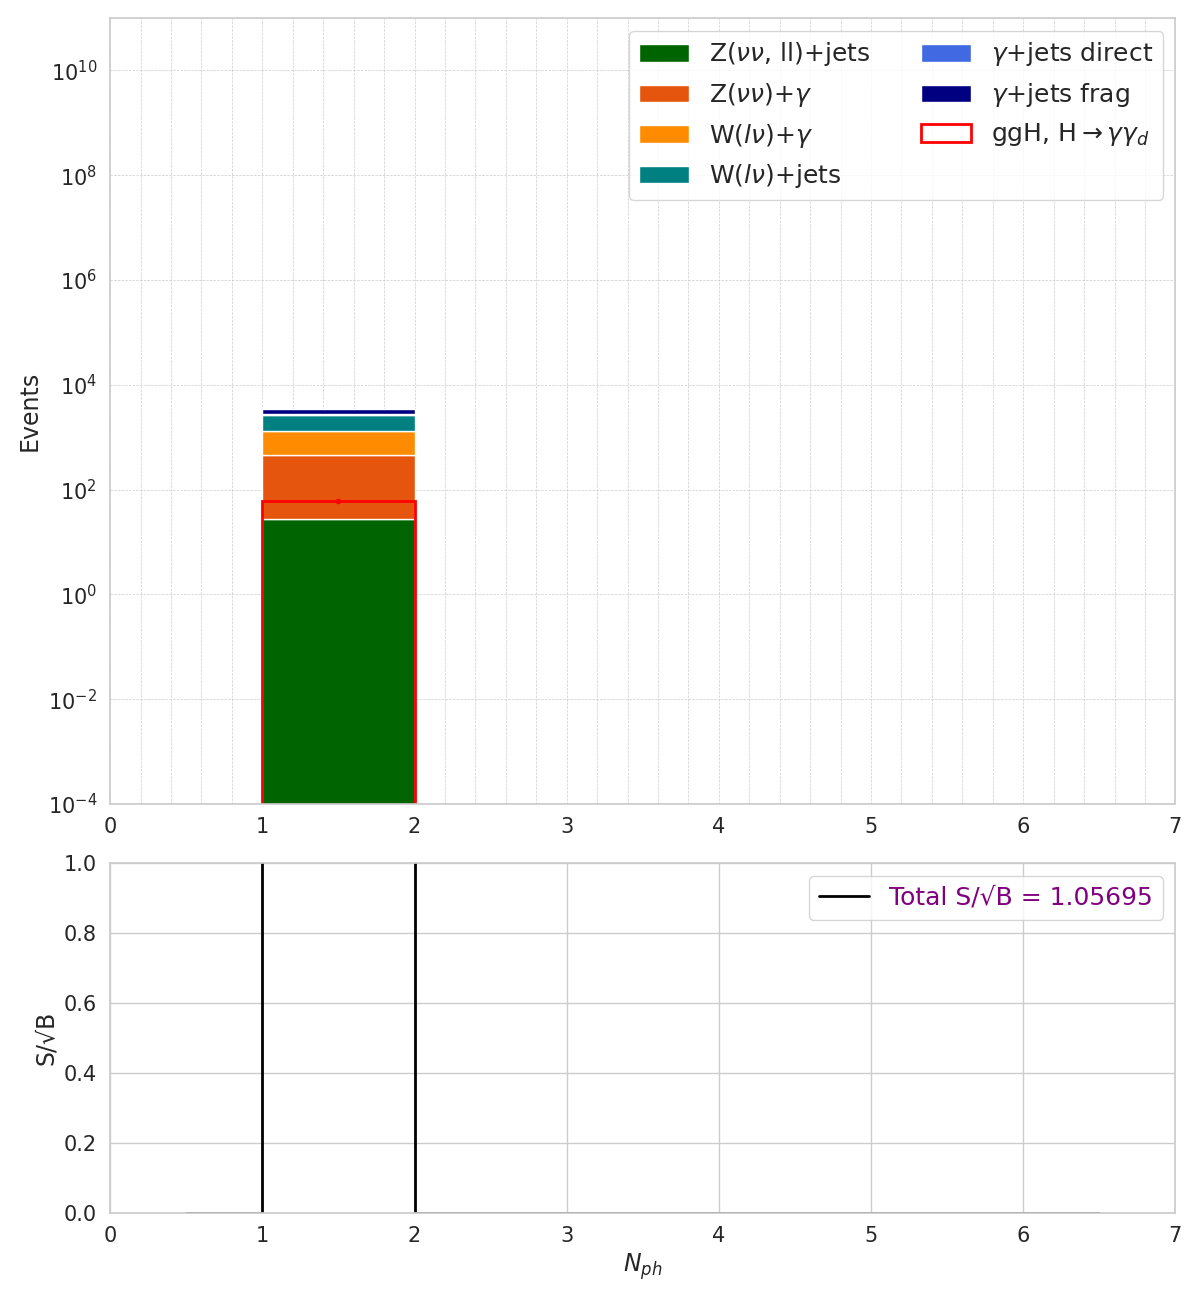 Z(νν, ll)+jets
Z(νν)+γ
W(lν)+γ
W(lν)+jets
γ+jets direct
γ+jets frag
ggH, H→γγ_d
Events
10^10
10^8
10^6
10^4
10^2
10^0
10^−2
10^−4
0 1 2 3 4 5 6 7
Total S/√B = 1.05695
S/√B
1.0
0.8
0.6
0.4
0.2
0.0
0 1 2 3 4 5 6 7
N_ph